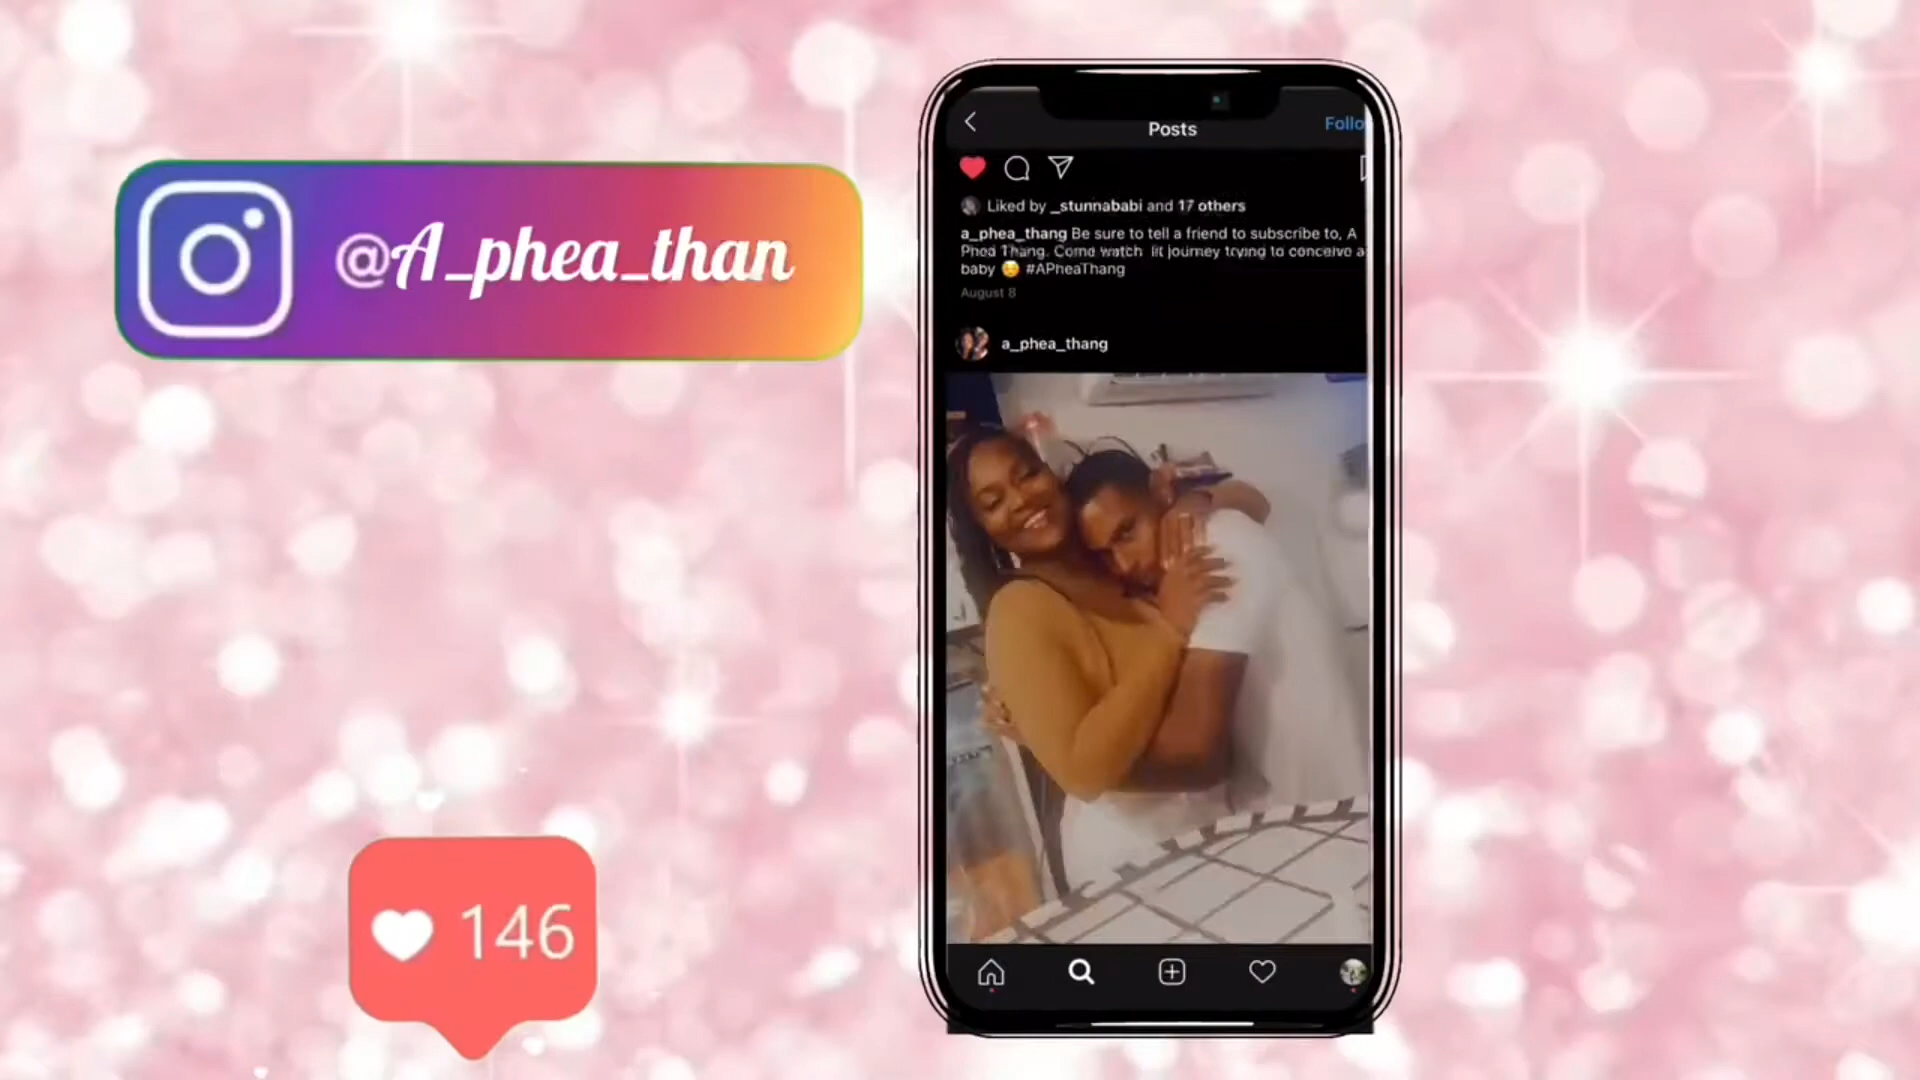 @A_phea_than
Posts
Follo
Liked by _stunnababi and 17 others
a_phea_thang Be sure to tell a friend to subscribe to, A
Phea Thang. Come watch lit journey trying to conceive a
baby ☺️ #APheaThang
August 8
a_phea_thang
146